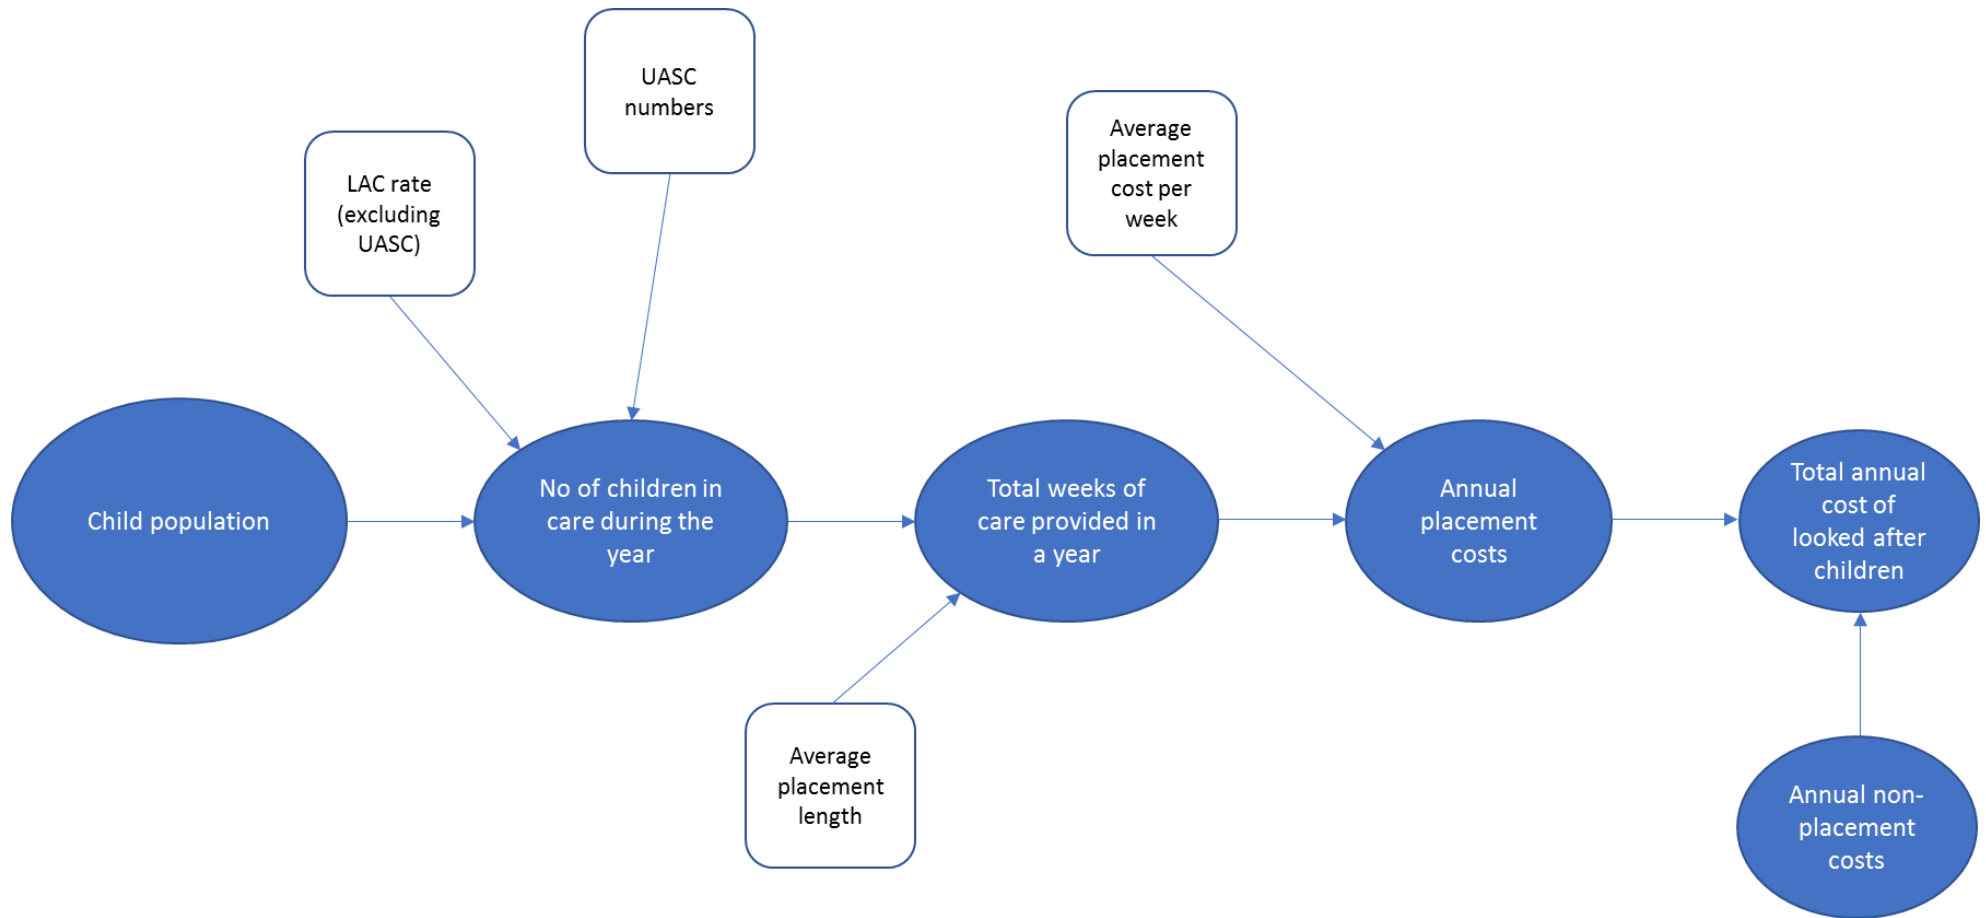 UASC
numbers
LAC rate
(excluding
UASC)
Average
placement
cost per
week
Child population
No of children in
care during the
year
Total weeks of
care provided in
a year
Annual
placement
costs
Total annual
cost of
looked after
children
Average
placement
length
Annual non-
placement
costs